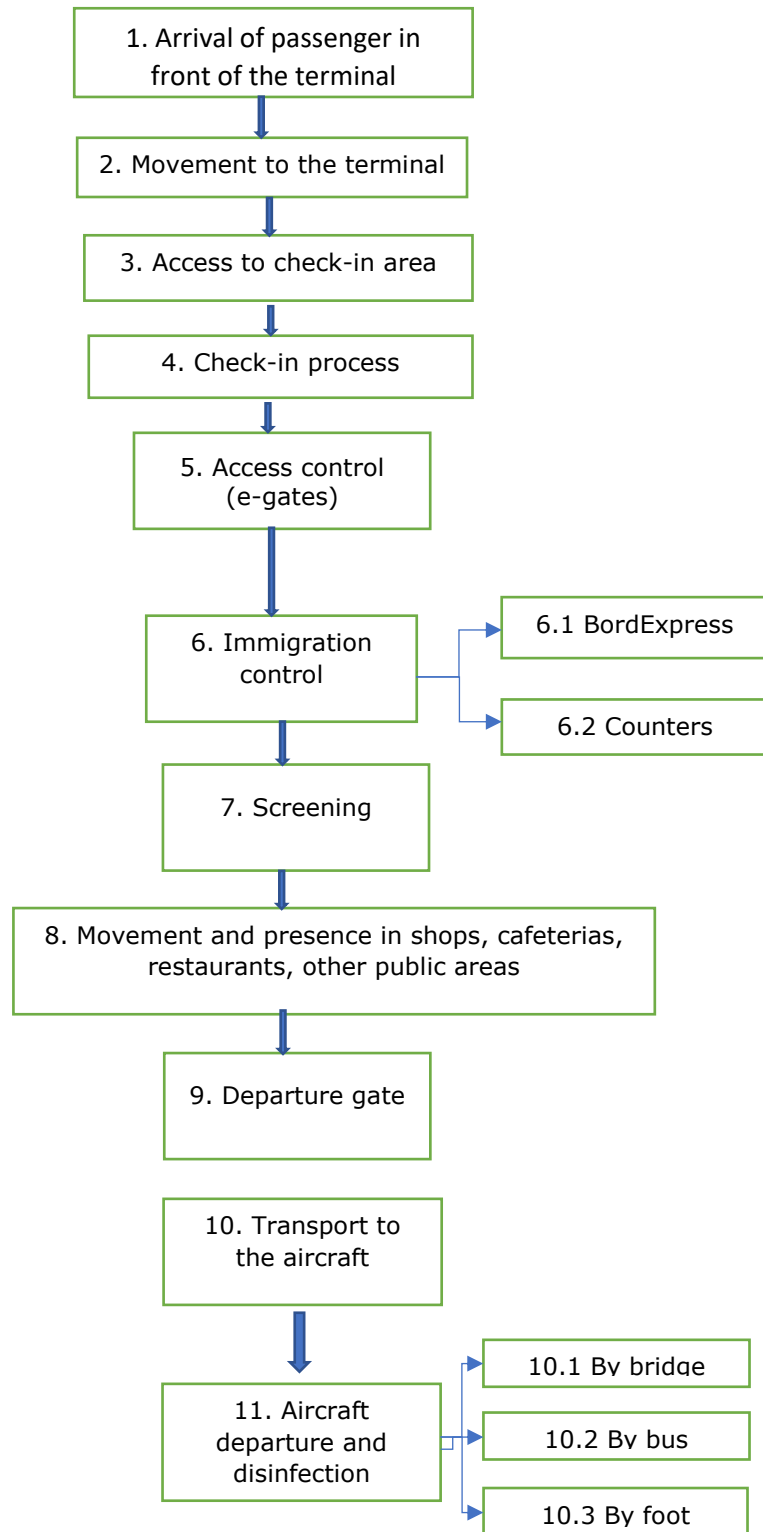 1. Arrival of passenger in
front of the terminal
2. Movement to the terminal
3. Access to check-in area
4. Check-in process
5. Access control
(e-gates)
6. Immigration
control
6.1 BordExpress
6.2 Counters
7. Screening
8. Movement and presence in shops, cafeterias,
restaurants, other public areas
9. Departure gate
10. Transport to
the aircraft
11. Aircraft
departure and
disinfection
10.1 By bridge
10.2 By bus
10.3 By foot